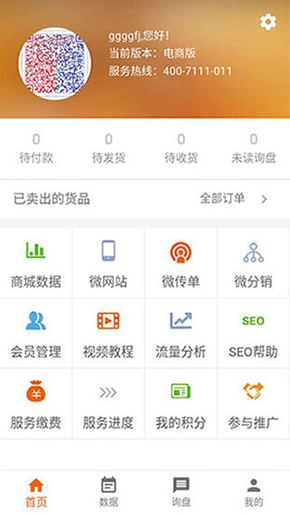 ggggfj,您好!
当前版本: 电商版
服务热线: 400-7111-011
0 0 0 0
待付款 待发货 待收货 未读询盘
已卖出的货品 全部订单
商城数据 微网站 微传单 微分销
SEO
会员管理 视频教程 流量分析 SEO帮助
服务缴费 服务进度 我的积分 参与推广
首页 数据 询盘 我的